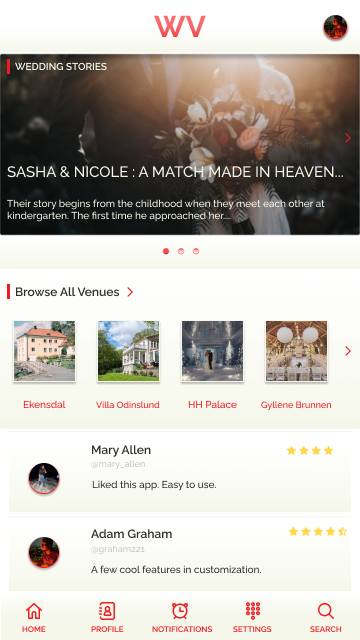 WV
WEDDING STORIES
SASHA & NICOLE : A MATCH MADE IN HEAVEN...
Their story begins from the childhood when they meet each other at
kindergarten. The first time he approached her....
Browse All Venues
Ekensdal
Villa Odinslund
HH Palace
Gyllene Brunnen
Mary Allen
@mary_allen
Liked this app. Easy to use.
Adam Graham
@graham221
A few cool features in customization.
HOME
PROFILE
NOTIFICATIONS
SETTINGS
SEARCH